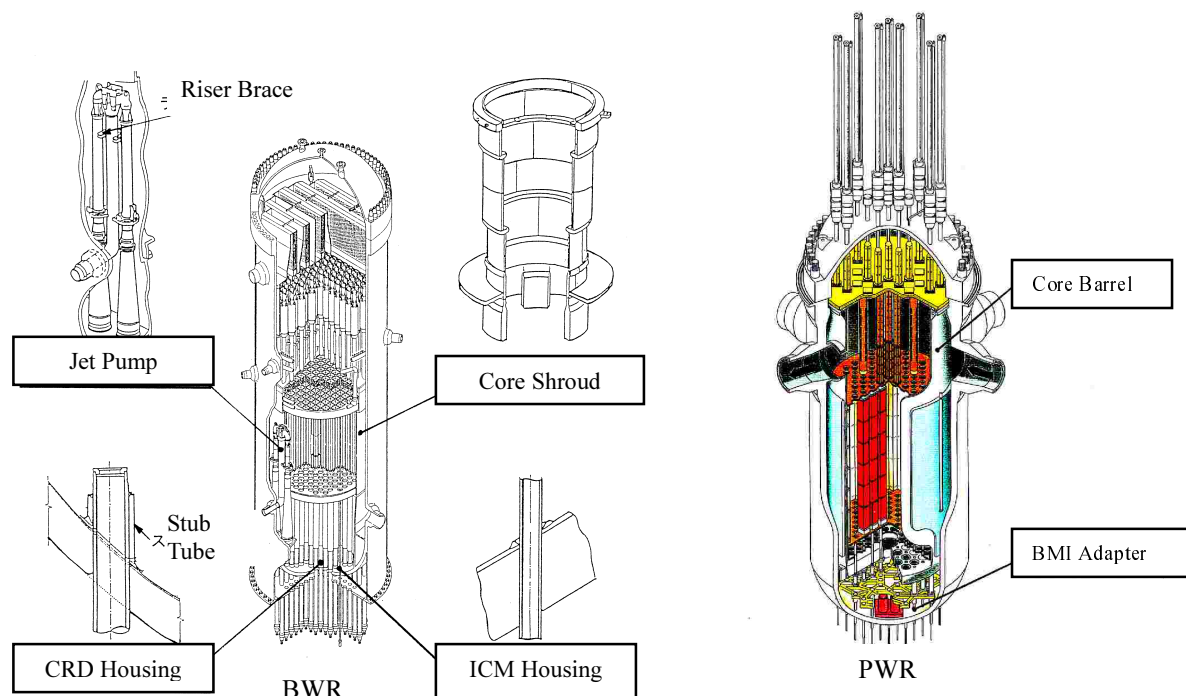 Riser Brace
Jet Pump
Core Shroud
Core Barrel
Stub
Tube
BMI Adapter
CRD Housing
ICM Housing
BWR
PWR